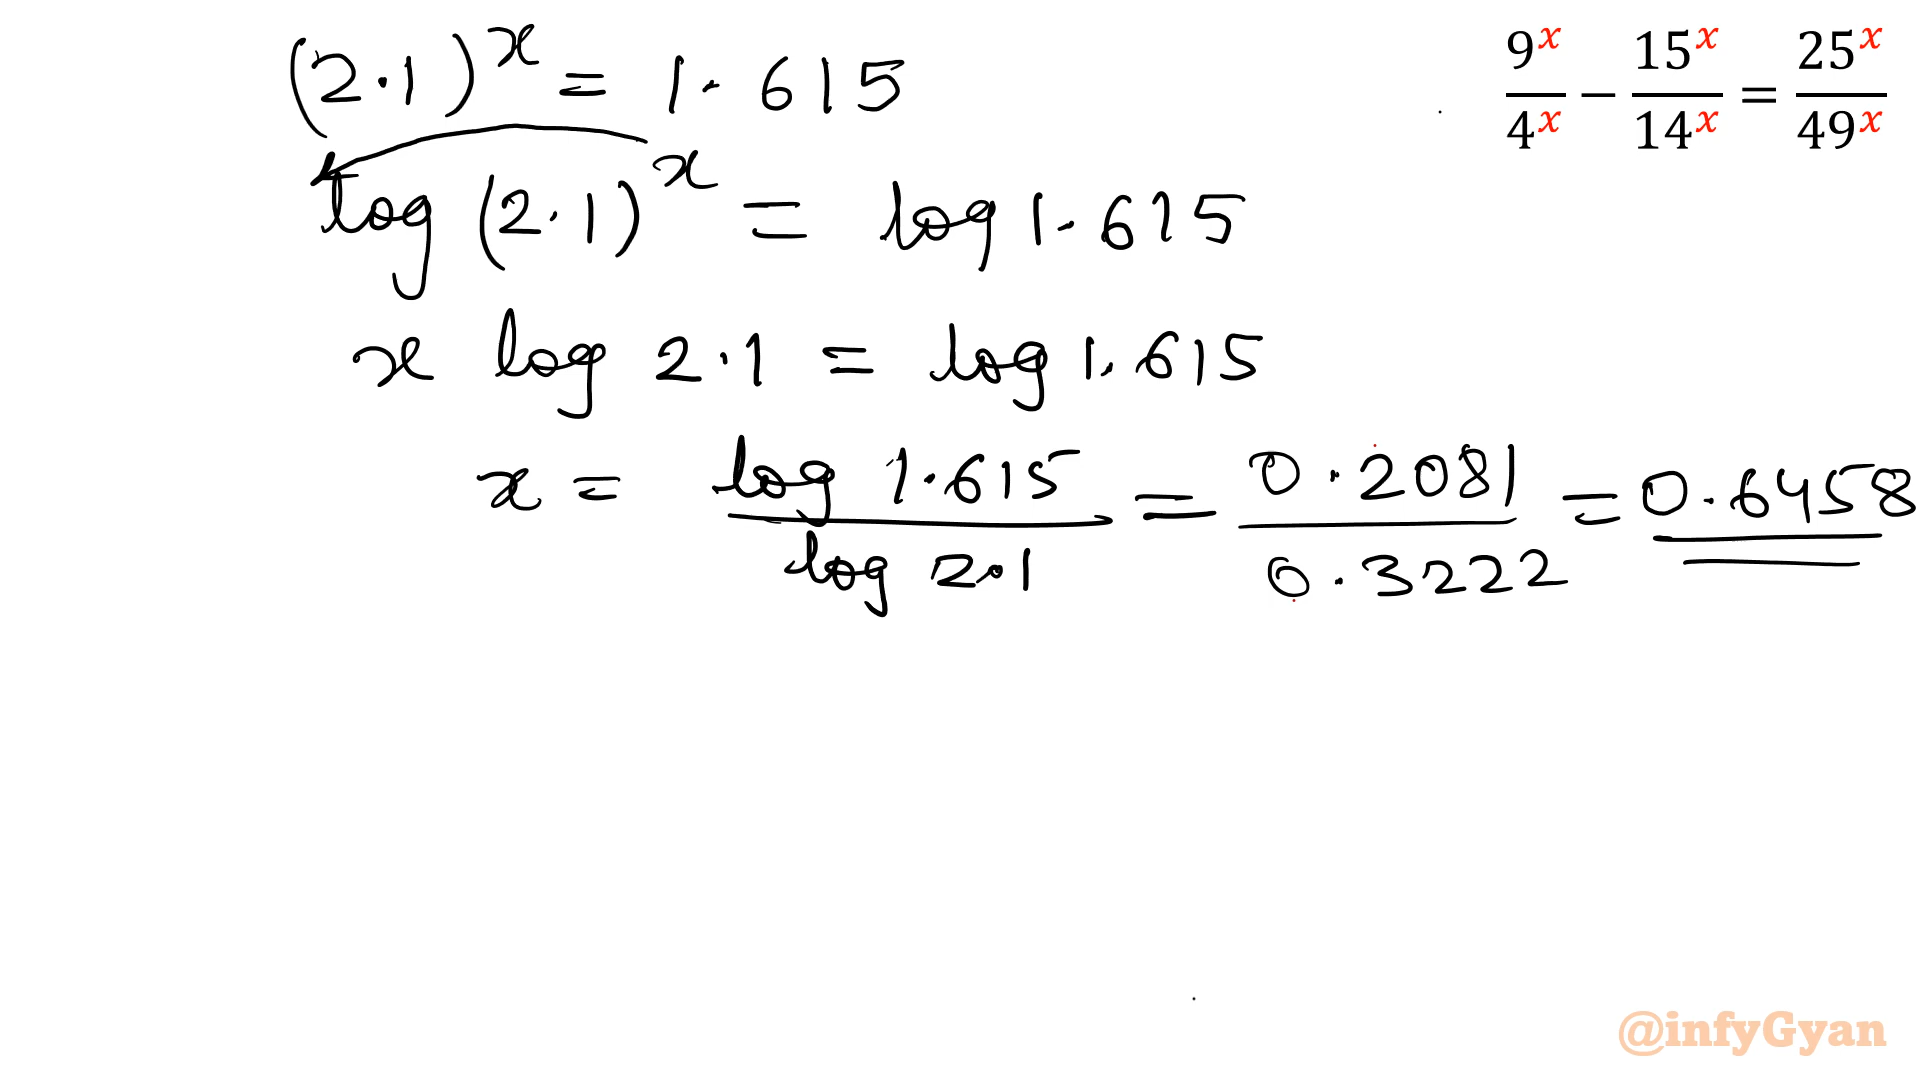 (2.1)^x = 1.615
9^x/4^x − 15^x/14^x = 25^x/49^x
log (2.1)^x = log 1.615
x log 2.1 = log 1.615
x = log 1.615/log 2.1 = 0.2081/0.3222 = 0.6458
@infyGyan